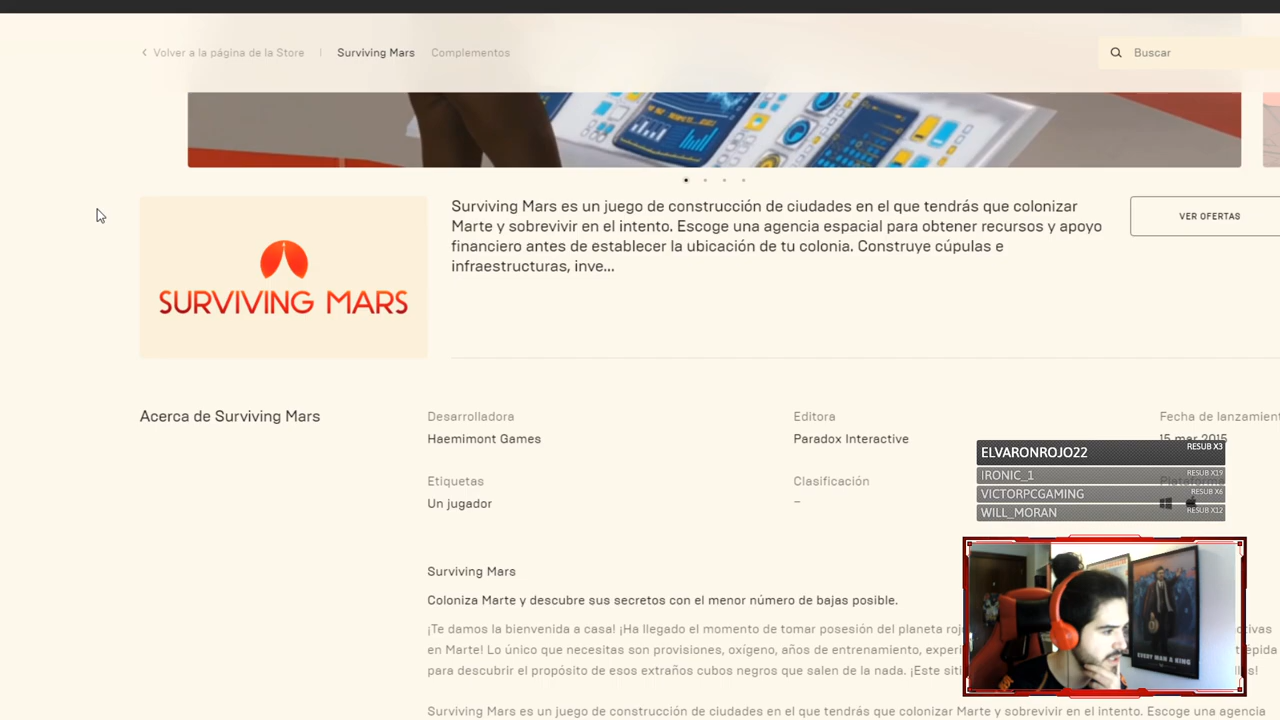 Volver a la página de la Store
Surviving Mars
Complementos
Buscar
Surviving Mars es un juego de construcción de ciudades en el que tendrás que colonizar
Marte y sobrevivir en el intento. Escoge una agencia espacial para obtener recursos y apoyo
financiero antes de establecer la ubicación de tu colonia. Construye cúpulas e
infraestructuras, inve...
VER OFERTAS
SURVIVING MARS
Acerca de Surviving Mars
Desarrolladora
Haemimont Games
Editora
Paradox Interactive
Fecha de lanzamient
15 mar 2015
Etiquetas
Un jugador
Clasificación
–
Plataforma
ELVARONROJO22 RESUB X3
IRONIC_1 RESUB X19
VICTORPCGAMING RESUB X6
WILL_MORAN RESUB X12
Surviving Mars
Coloniza Marte y descubre sus secretos con el menor número de bajas posible.
¡Te damos la bienvenida a casa! ¡Ha llegado el momento de tomar posesión del planeta
en Marte! Lo único que necesitas son provisiones, oxígeno, años de entrenamiento,
para descubrir el propósito de esos extraños cubos negros que salen de la nada.
Surviving Mars es un juego de construcción de ciudades en el que tendrás que colonizar Marte y sobrevivir en el intento. Escoge una agencia
EVERY MAN A KING